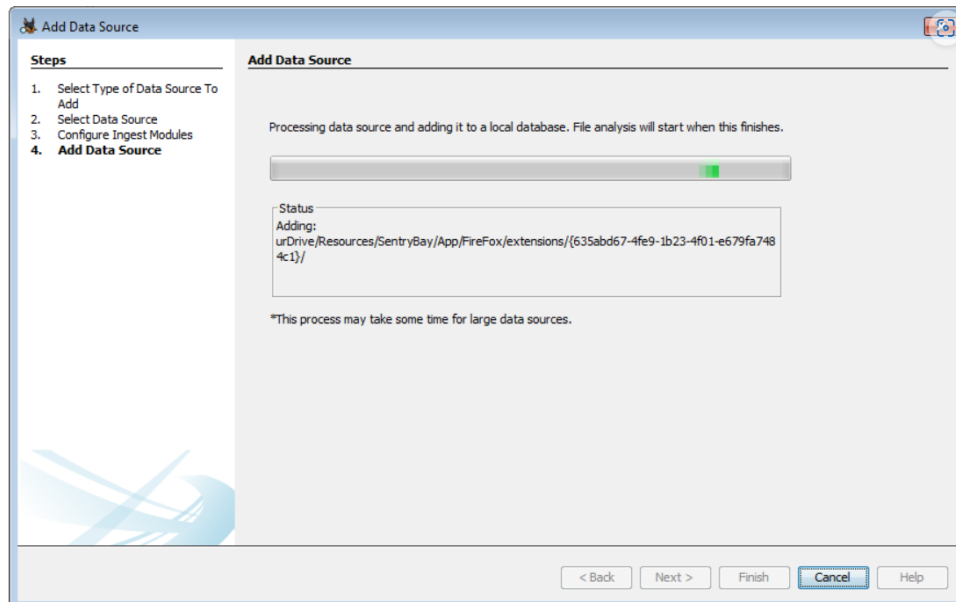 Add Data Source
Steps
1. Select Type of Data Source To
Add
2. Select Data Source
3. Configure Ingest Modules
4. Add Data Source
Add Data Source
Processing data source and adding it to a local database. File analysis will start when this finishes.
Status
Adding:
urDrive/Resources/SentryBay/App/FireFox/extensions/{635abd67-4fe9-1b23-4f01-e679fa748
4c1}/
*This process may take some time for large data sources.
< Back
Next >
Finish
Cancel
Help